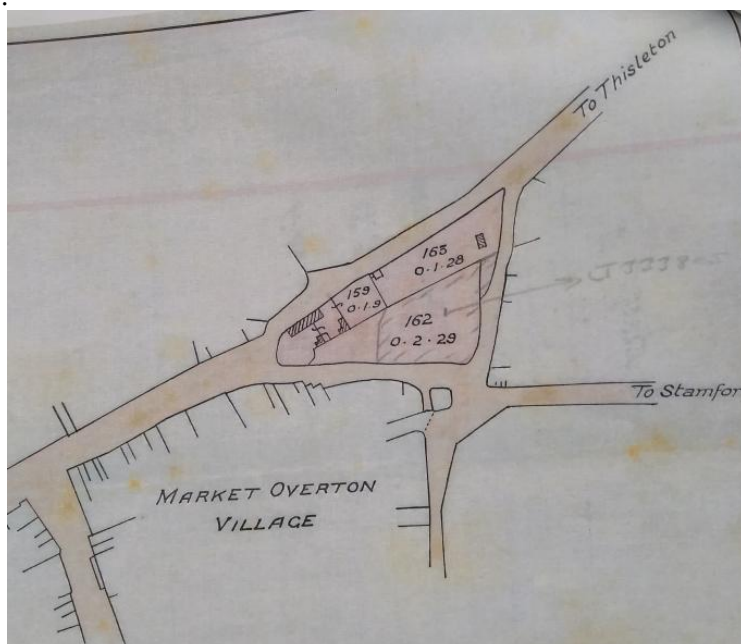 .
To Thisleton
163
0·1·28
159
0·1·9
162
0·2·29
To Stamfor
MARKET OVERTON
VILLAGE